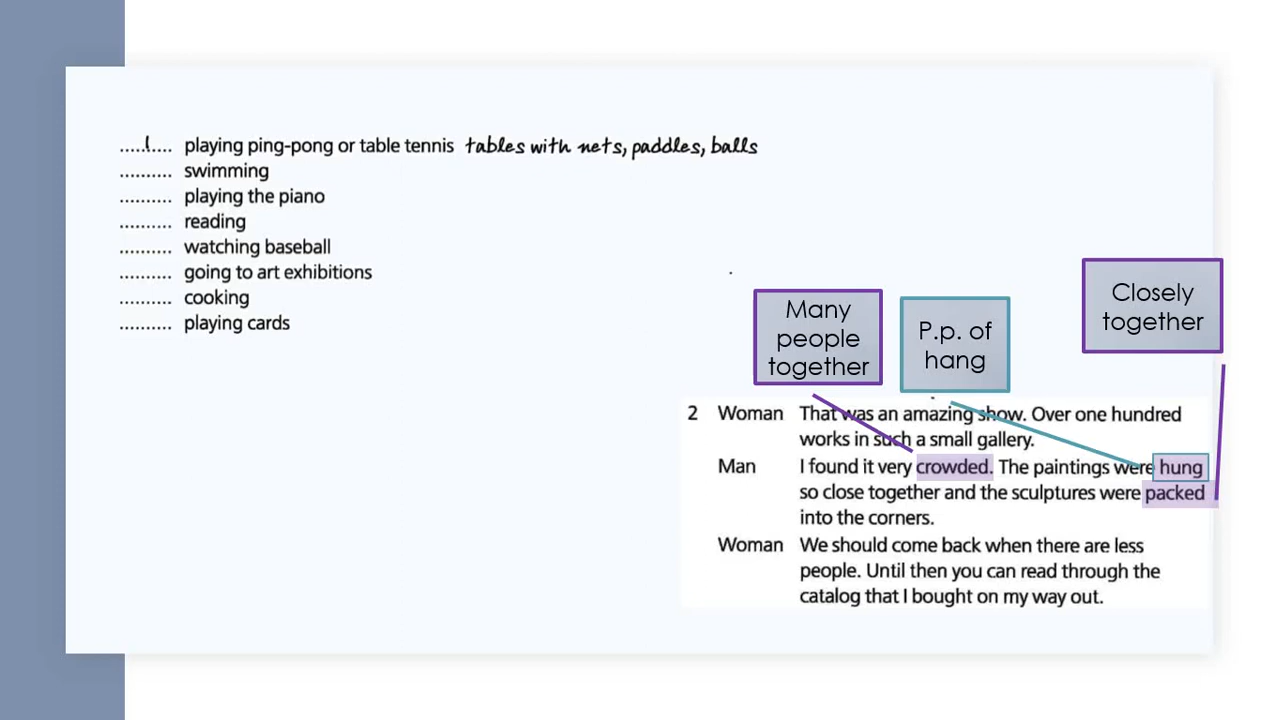 .....1.... playing ping-pong or table tennis tables with nets, paddles, balls
.......... swimming
.......... playing the piano
.......... reading
.......... watching baseball
.......... going to art exhibitions
.......... cooking
.......... playing cards
Many
people
together
P.p. of
hang
Closely
together
2 Woman That was an amazing show. Over one hundred
works in such a small gallery.
Man I found it very crowded. The paintings were hung
so close together and the sculptures were packed
into the corners.
Woman We should come back when there are less
people. Until then you can read through the
catalog that I bought on my way out.